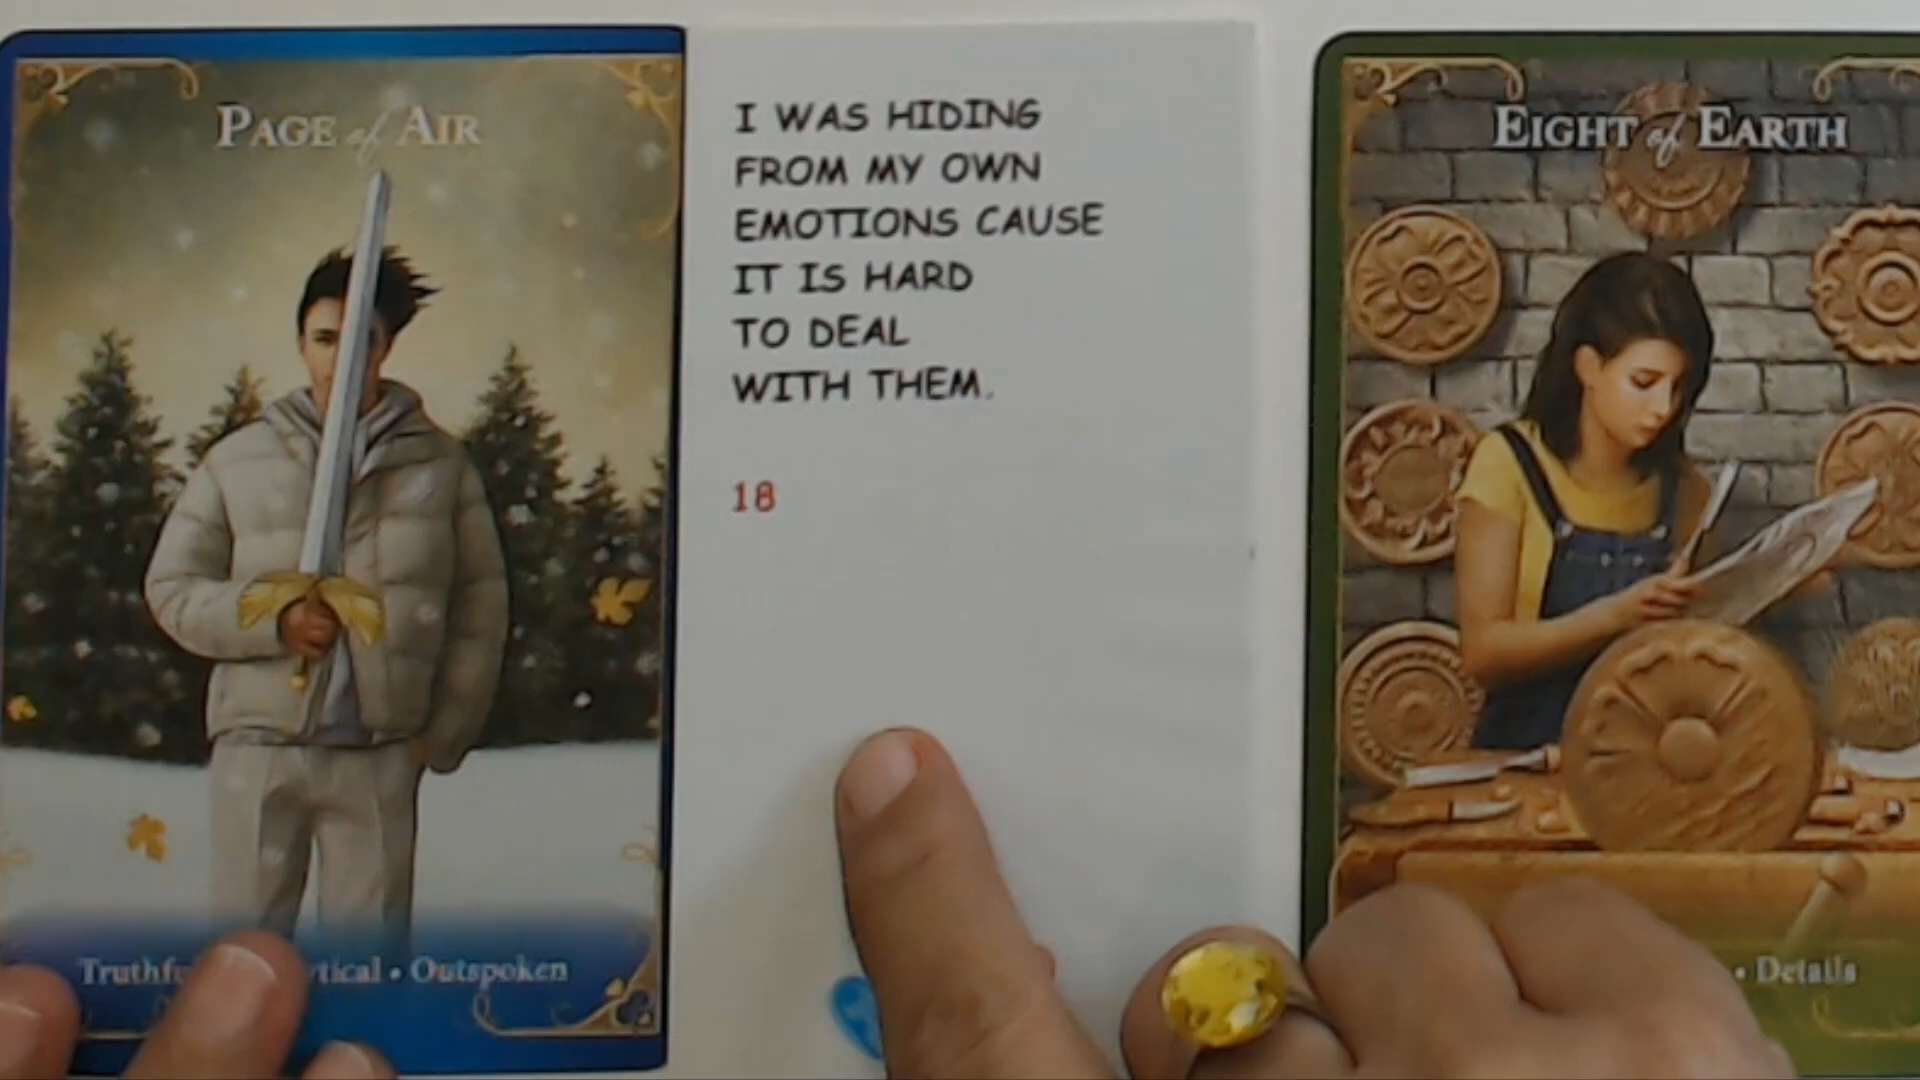 PAGE of AIR
I WAS HIDING
FROM MY OWN
EMOTIONS CAUSE
IT IS HARD
TO DEAL
WITH THEM.
18
EIGHT of EARTH
• Outspoken
• Details